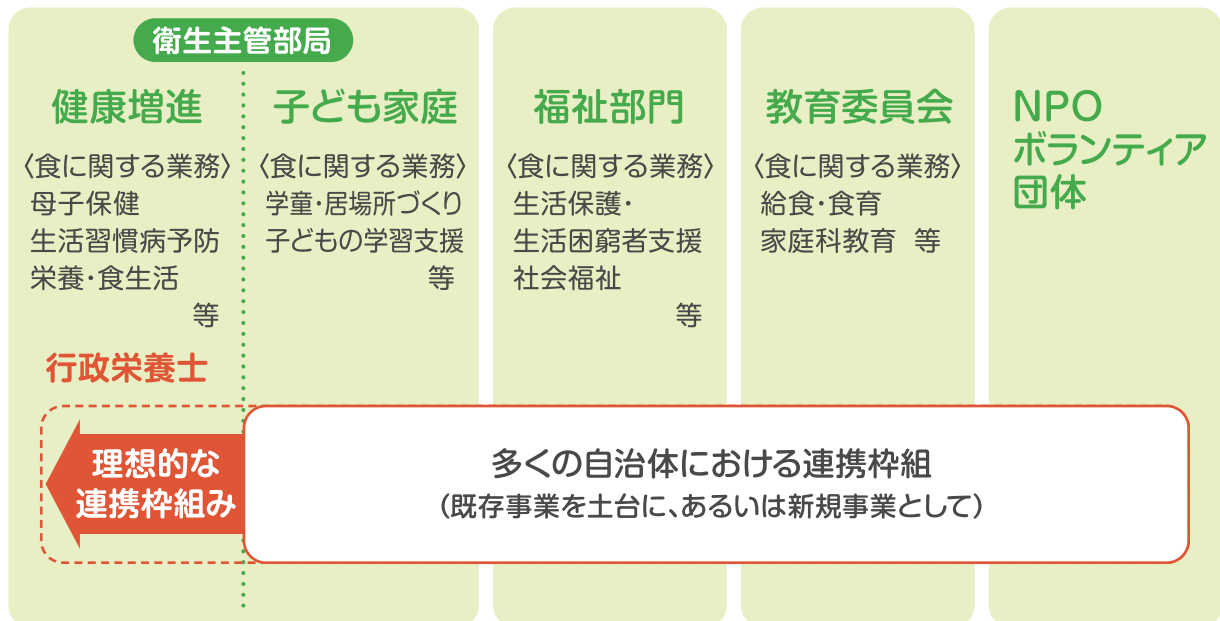 衛生主管部局
健康増進
〈食に関する業務〉
母子保健
生活習慣病予防
栄養・食生活
等
行政栄養士
子ども家庭
〈食に関する業務〉
学童・居場所づくり
子どもの学習支援
等
福祉部門
〈食に関する業務〉
生活保護・
生活困窮者支援
社会福祉
等
教育委員会
〈食に関する業務〉
給食・食育
家庭科教育 等
NPO
ボランティア
団体
理想的な
連携枠組み
多くの自治体における連携枠組
（既存事業を土台に、あるいは新規事業として）